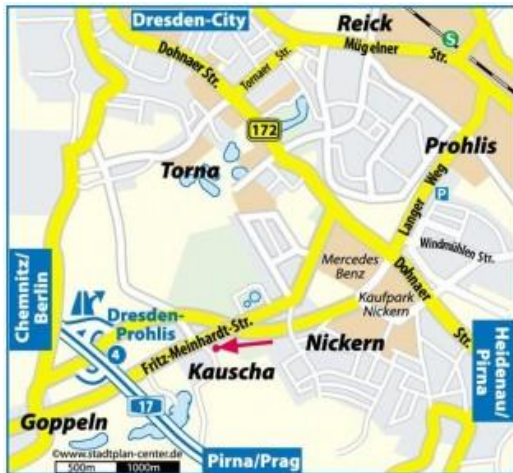 Dresden-City
Reick
S
Dohnaer Str.
Tornaer Str.
Mügelner Str.
172
Torna
Prohlis
P
Langer Weg
Windmühlen Str.
Mercedes
Benz
Dohnaer Str.
Kaufpark
Nickern
Chemnitz/
Berlin
Dresden-
Prohlis
4
Fritz-Meinhardt-Str.
Nickern
Heidenau/
Pirna
Kauscha
17
Goppeln
©www.stadtplan-center.de
500m 1000m
Pirna/Prag